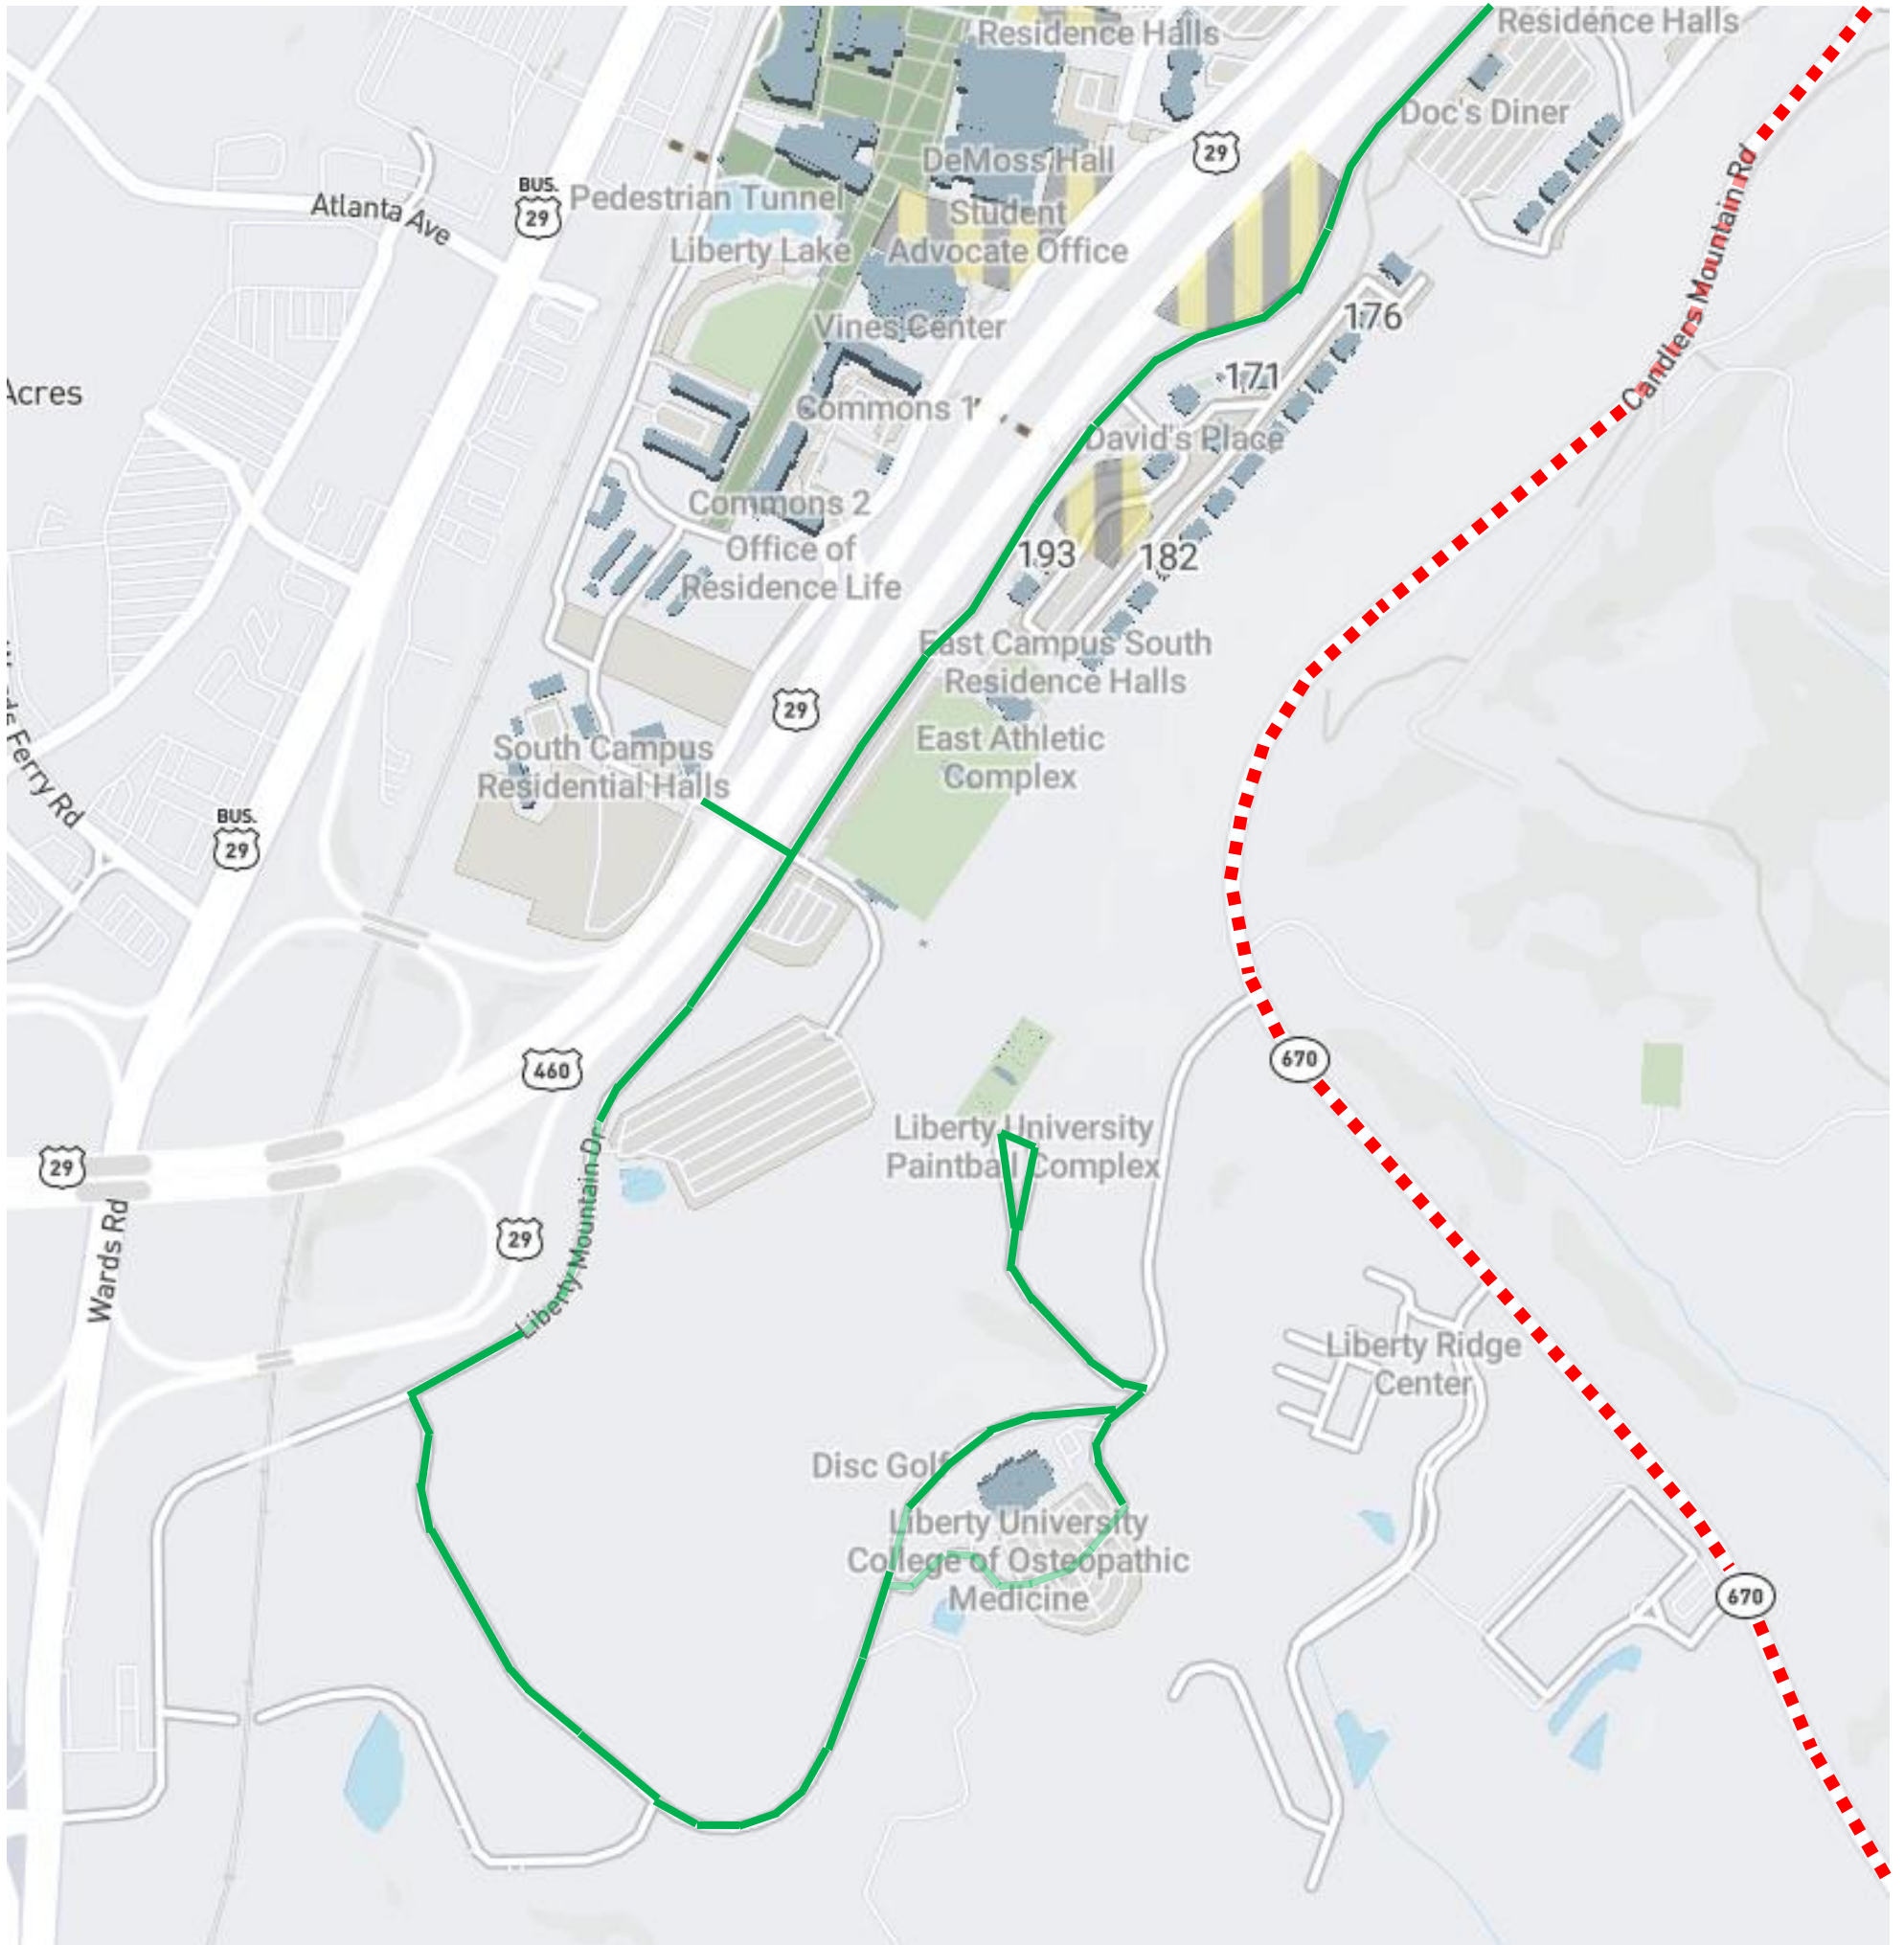 Residence Halls
Residence Halls
Doc's Diner
29
DeMoss Hall
BUS.
29
Pedestrian Tunnel
Atlanta Ave
Student
Advocate Office
Liberty Lake
Candlers Mountain Rd
176
Vines Center
171
Acres
Commons 1
David's Place
Commons 2
Office of
Residence Life
193
182
East Campus South
Residence Halls
29
South Campus
Residential Halls
East Athletic
Complex
ds Ferry Rd
BUS.
29
670
460
Liberty University
Paintball Complex
29
29
Wards Rd
Liberty Mountain Dr
Liberty Ridge
Center
Disc Golf
Liberty University
College of Osteopathic
Medicine
670